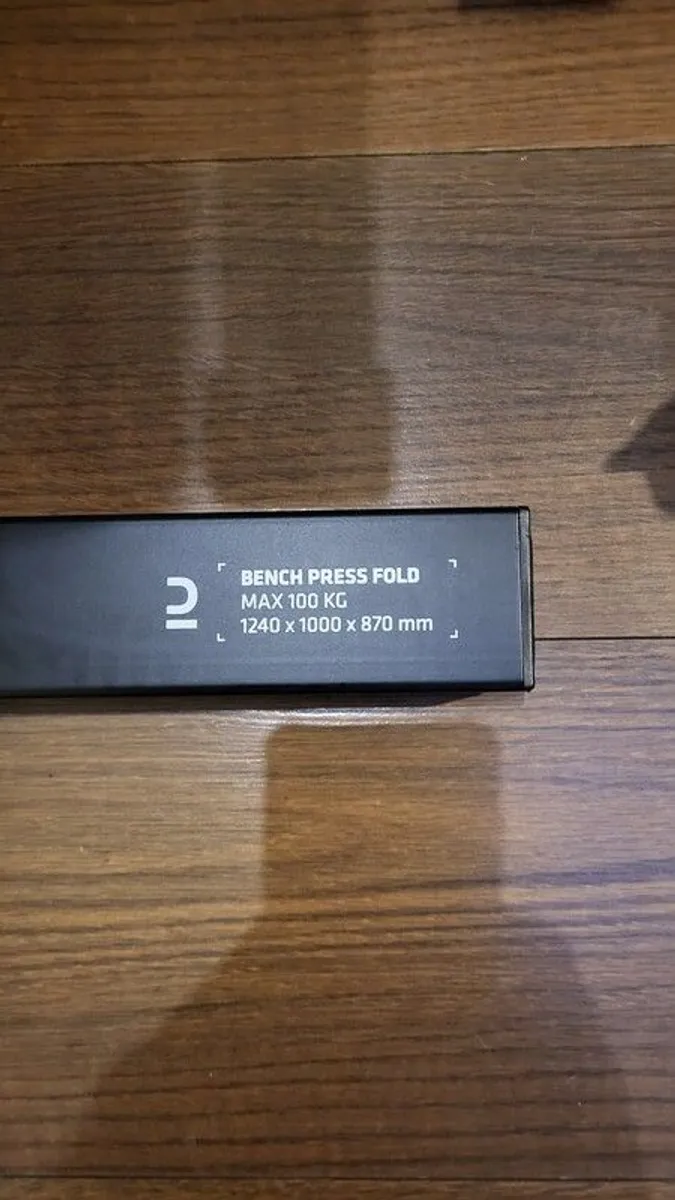 BENCH PRESS FOLD
MAX 100 KG
1240 x 1000 x 870 mm